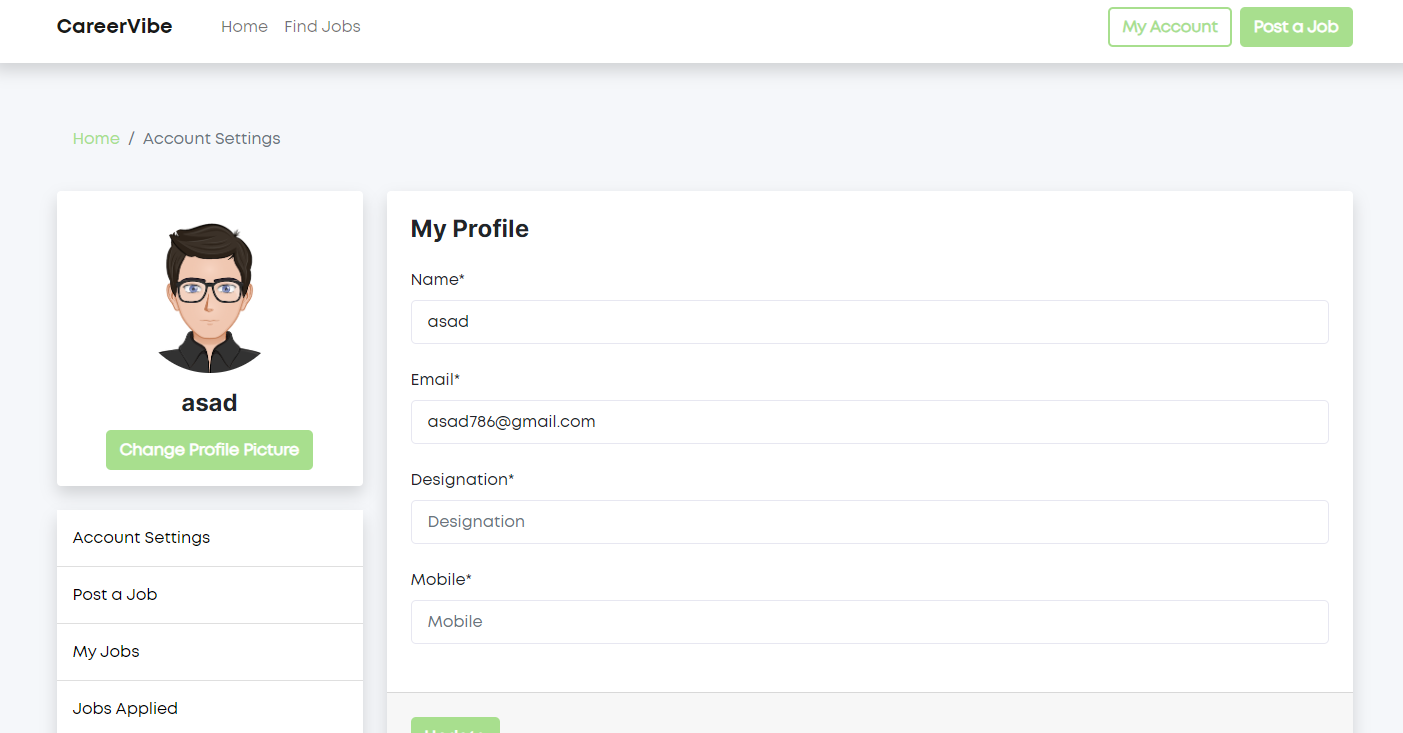 CareerVibe Home Find Jobs My Account Post a Job
Home / Account Settings
asad
Change Profile Picture
Account Settings
Post a Job
My Jobs
Jobs Applied
My Profile
Name*
asad
Email*
asad786@gmail.com
Designation*
Designation
Mobile*
Mobile